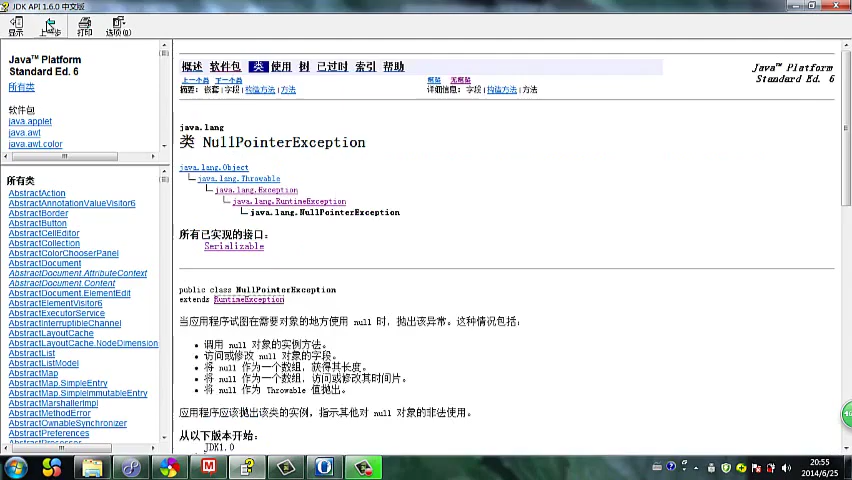 JDK API 1.6.0 中文版
显示
上一步
打印
选项(O)
Java™ Platform
Standard Ed. 6
所有类
软件包
java.applet
java.awt
java.awt.color
所有类
AbstractAction
AbstractAnnotationValueVisitor6
AbstractBorder
AbstractButton
AbstractCellEditor
AbstractCollection
AbstractColorChooserPanel
AbstractDocument
AbstractDocument.AttributeContext
AbstractDocument.Content
AbstractDocument.ElementEdit
AbstractElementVisitor6
AbstractExecutorService
AbstractInterruptibleChannel
AbstractLayoutCache
AbstractLayoutCache.NodeDimension
AbstractList
AbstractListModel
AbstractMap
AbstractMap.SimpleEntry
AbstractMap.SimpleImmutableEntry
AbstractMarshallerImpl
AbstractMethodError
AbstractOwnableSynchronizer
AbstractPreferences
概述 软件包 类 使用 树 已过时 索引 帮助
上一个类 下一个类 框架 无框架
摘要: 嵌套 | 字段 | 构造方法 | 方法 详细信息: 字段 | 构造方法 | 方法
Java™ Platform
Standard Ed. 6
java.lang
类 NullPointerException
java.lang.Object
java.lang.Throwable
java.lang.Exception
java.lang.RuntimeException
java.lang.NullPointerException
所有已实现的接口:
Serializable
public class NullPointerException
extends RuntimeException
当应用程序试图在需要对象的地方使用 null 时，抛出该异常。这种情况包括：
调用 null 对象的实例方法。
访问或修改 null 对象的字段。
将 null 作为一个数组，获得其长度。
将 null 作为一个数组，访问或修改其时间片。
将 null 作为 Throwable 值抛出。
应用程序应该抛出该类的实例，指示其他对 null 对象的非法使用。
从以下版本开始：
JDK1.0
20:55
2014/6/25